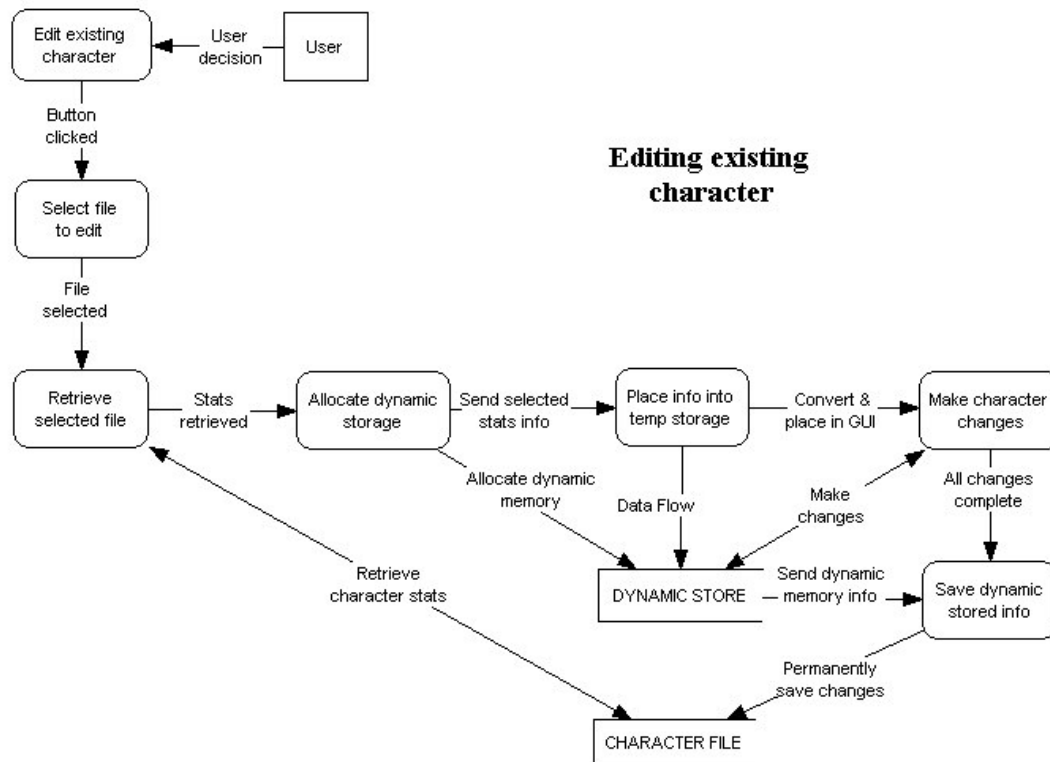 Edit existing
character
User
decision
User
Button
clicked
Editing existing
character
Select file
to edit
File
selected
Retrieve
selected file
Stats
retrieved
Allocate dynamic
storage
Send selected
stats info
Place info into
temp storage
Convert &
place in GUI
Make character
changes
Allocate dynamic
memory
Data Flow
Make
changes
All changes
complete
Retrieve
character stats
DYNAMIC STORE
Send dynamic
memory info
Save dynamic
stored info
Permanently
save changes
CHARACTER FILE